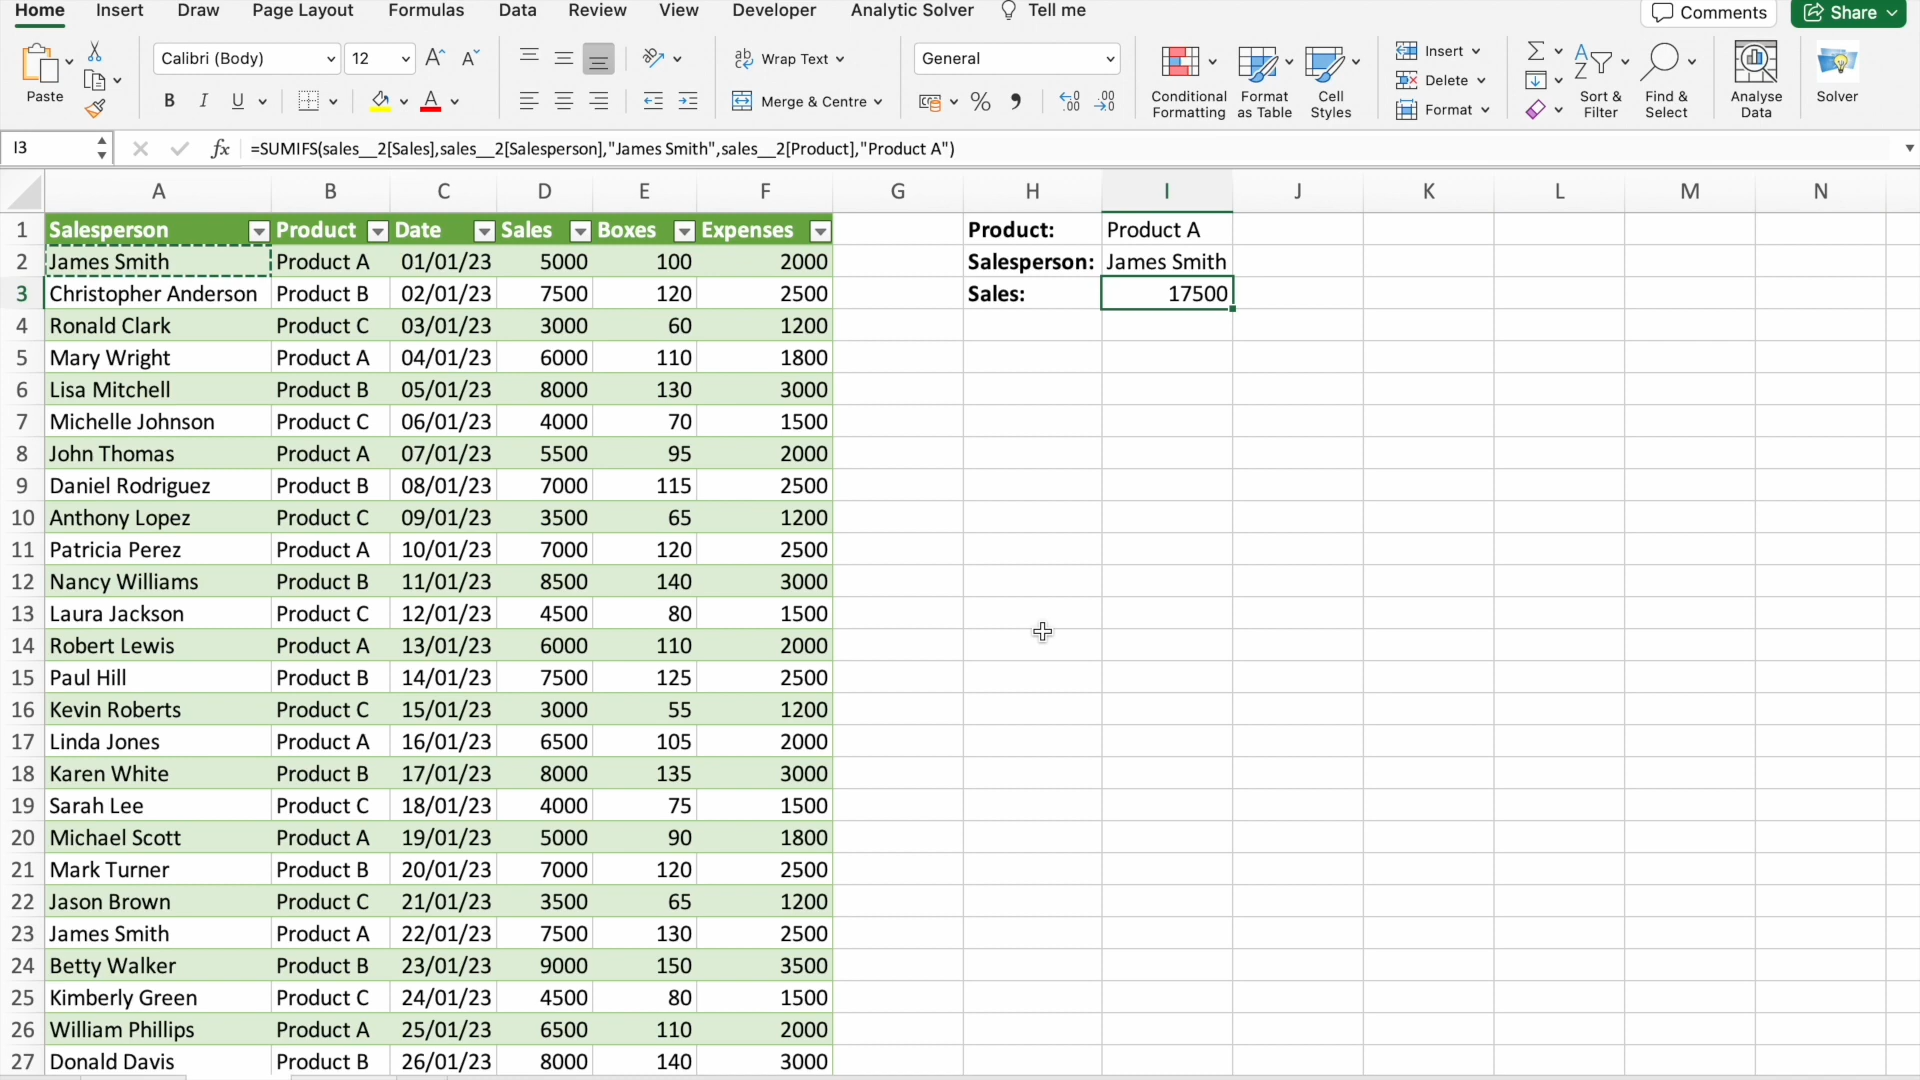 Home Insert Draw Page Layout Formulas Data Review View Developer Analytic Solver Tell me Comments Share
Calibri (Body) 12 A A ab Wrap Text General Insert Σ A
Z
Delete
Paste B I U A Merge & Centre % Conditional Formatting Format as Table Cell Styles Format Sort & Filter Find & Select Analyse Data Solver
I3 fx =SUMIFS(sales__2[Sales],sales__2[Salesperson],"James Smith",sales__2[Product],"Product A")
A B C D E F G H I J K L M N
1 Salesperson Product Date Sales Boxes Expenses Product: Product A
2 James Smith Product A 01/01/23 5000 100 2000 Salesperson: James Smith
3 Christopher Anderson Product B 02/01/23 7500 120 2500 Sales: 17500
4 Ronald Clark Product C 03/01/23 3000 60 1200
5 Mary Wright Product A 04/01/23 6000 110 1800
6 Lisa Mitchell Product B 05/01/23 8000 130 3000
7 Michelle Johnson Product C 06/01/23 4000 70 1500
8 John Thomas Product A 07/01/23 5500 95 2000
9 Daniel Rodriguez Product B 08/01/23 7000 115 2500
10 Anthony Lopez Product C 09/01/23 3500 65 1200
11 Patricia Perez Product A 10/01/23 7000 120 2500
12 Nancy Williams Product B 11/01/23 8500 140 3000
13 Laura Jackson Product C 12/01/23 4500 80 1500
14 Robert Lewis Product A 13/01/23 6000 110 2000
15 Paul Hill Product B 14/01/23 7500 125 2500
16 Kevin Roberts Product C 15/01/23 3000 55 1200
17 Linda Jones Product A 16/01/23 6500 105 2000
18 Karen White Product B 17/01/23 8000 135 3000
19 Sarah Lee Product C 18/01/23 4000 75 1500
20 Michael Scott Product A 19/01/23 5000 90 1800
21 Mark Turner Product B 20/01/23 7000 120 2500
22 Jason Brown Product C 21/01/23 3500 65 1200
23 James Smith Product A 22/01/23 7500 130 2500
24 Betty Walker Product B 23/01/23 9000 150 3500
25 Kimberly Green Product C 24/01/23 4500 80 1500
26 William Phillips Product A 25/01/23 6500 110 2000
27 Donald Davis Product B 26/01/23 8000 140 3000